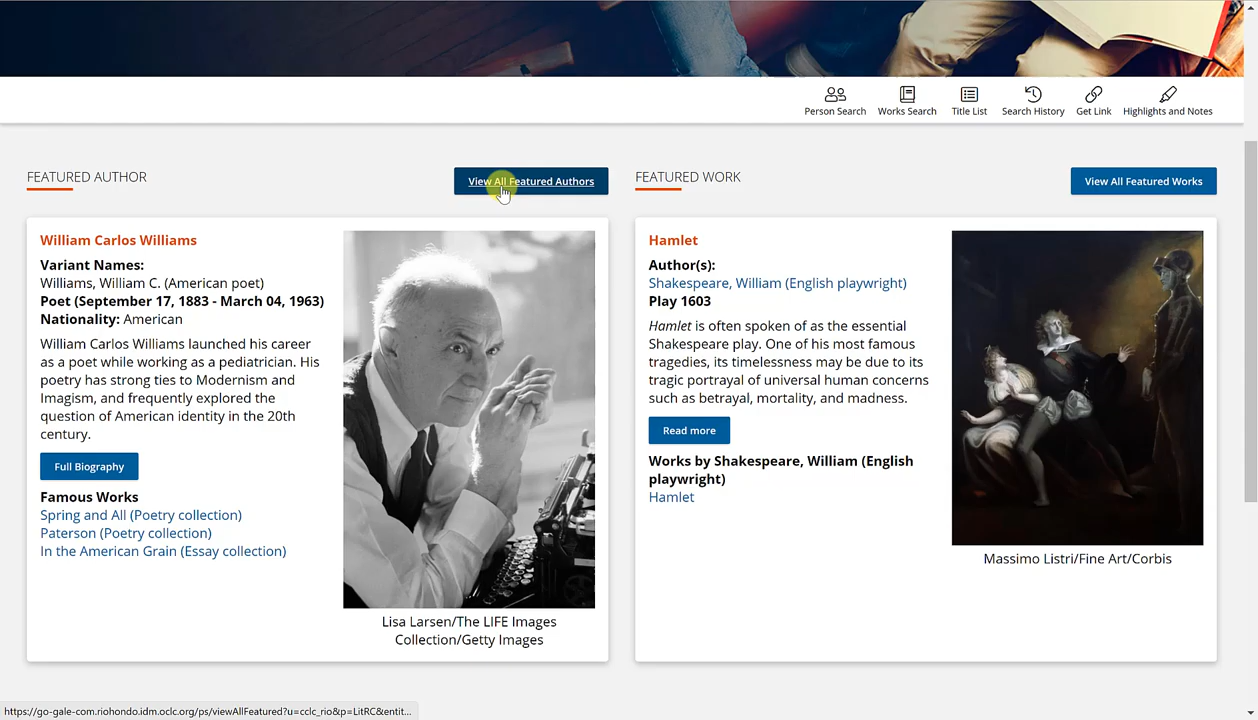 Person Search
Works Search
Title List
Search History
Get Link
Highlights and Notes
FEATURED AUTHOR
View All Featured Authors
William Carlos Williams
Variant Names:
Williams, William C. (American poet)
Poet (September 17, 1883 - March 04, 1963)
Nationality: American
William Carlos Williams launched his career
as a poet while working as a pediatrician. His
poetry has strong ties to Modernism and
Imagism, and frequently explored the
question of American identity in the 20th
century.
Full Biography
Famous Works
Spring and All (Poetry collection)
Paterson (Poetry collection)
In the American Grain (Essay collection)
Lisa Larsen/The LIFE Images
Collection/Getty Images
FEATURED WORK
View All Featured Works
Hamlet
Author(s):
Shakespeare, William (English playwright)
Play 1603
Hamlet is often spoken of as the essential
Shakespeare play. One of his most famous
tragedies, its timelessness may be due to its
tragic portrayal of universal human concerns
such as betrayal, mortality, and madness.
Read more
Works by Shakespeare, William (English
playwright)
Hamlet
Massimo Listri/Fine Art/Corbis
https://go-gale-com.riohondo.idm.oclc.org/ps/viewAllFeatured?u=cclc_rio&p=LitRC&entit...